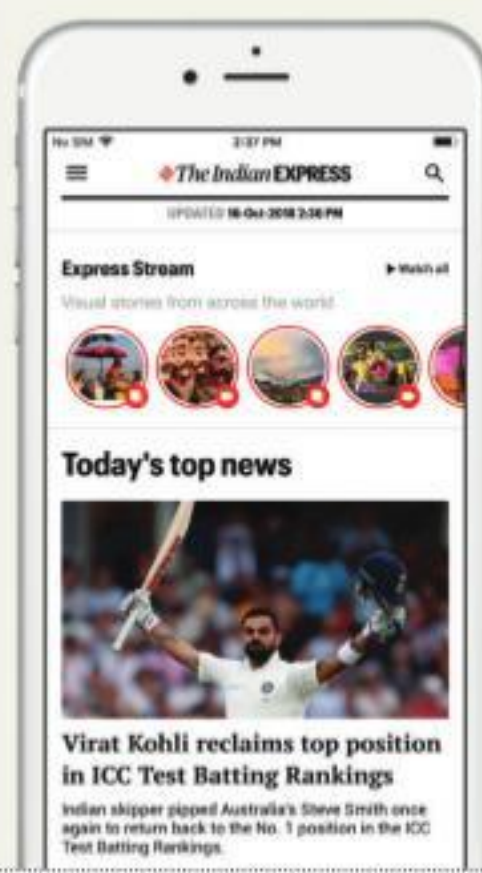 No SIM
2:37 PM
The Indian EXPRESS
UPDATED 16-Oct-2018 2:36 PM
Express Stream
Watch all
Visual stories from across the world
Today's top news
Virat Kohli reclaims top position
in ICC Test Batting Rankings
Indian skipper pipped Australia's Steve Smith once
again to return back to the No. 1 position in the ICC
Test Batting Rankings.